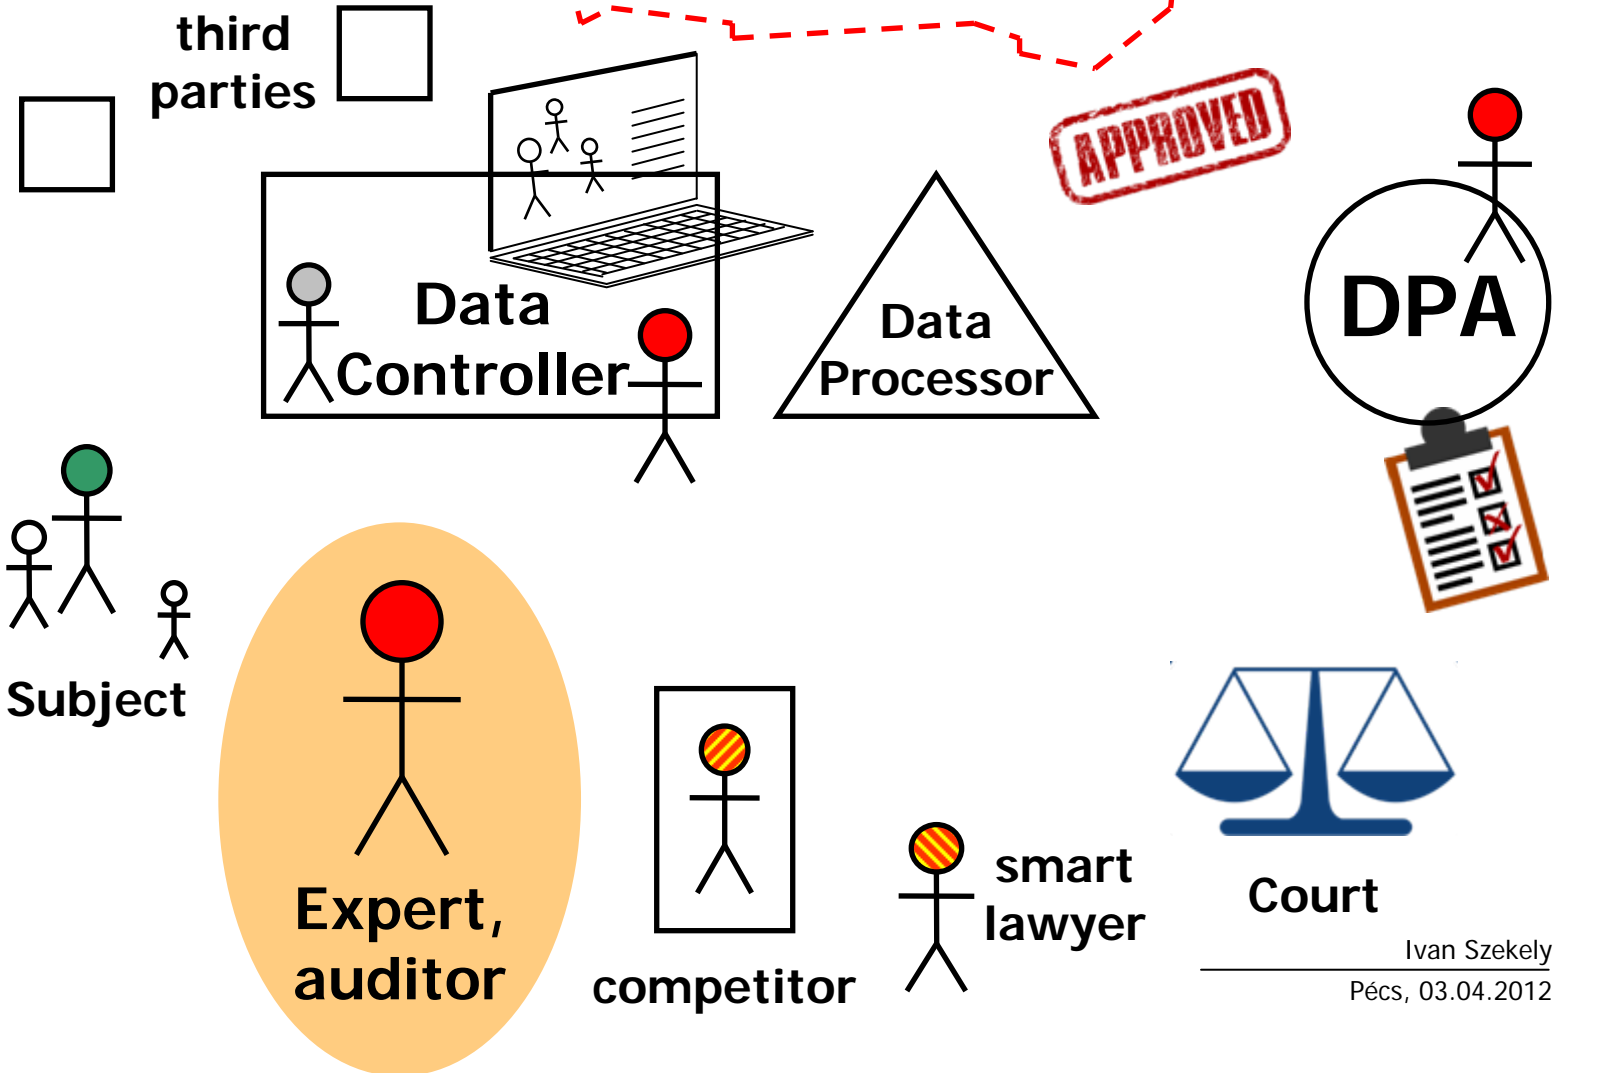 third
parties
APPROVED
Data
Controller
Data
Processor
DPA
Subject
Expert,
auditor
competitor
smart
lawyer
Court
Ivan Szekely
Pécs, 03.04.2012